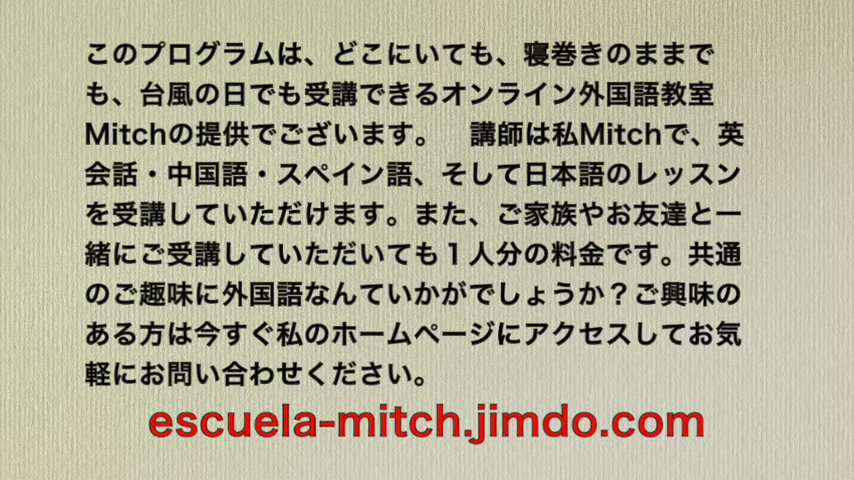 このプログラムは、どこにいても、寝巻きのままで
も、台風の日でも受講できるオンライン外国語教室
Mitchの提供でございます。　講師は私Mitchで、英
会話・中国語・スペイン語、そして日本語のレッスン
を受講していただけます。また、ご家族やお友達と一
緒にご受講していただいても１人分の料金です。共通
のご趣味に外国語なんていかがでしょうか？ご興味の
ある方は今すぐ私のホームページにアクセスしてお気
軽にお問い合わせください。
escuela-mitch.jimdo.com